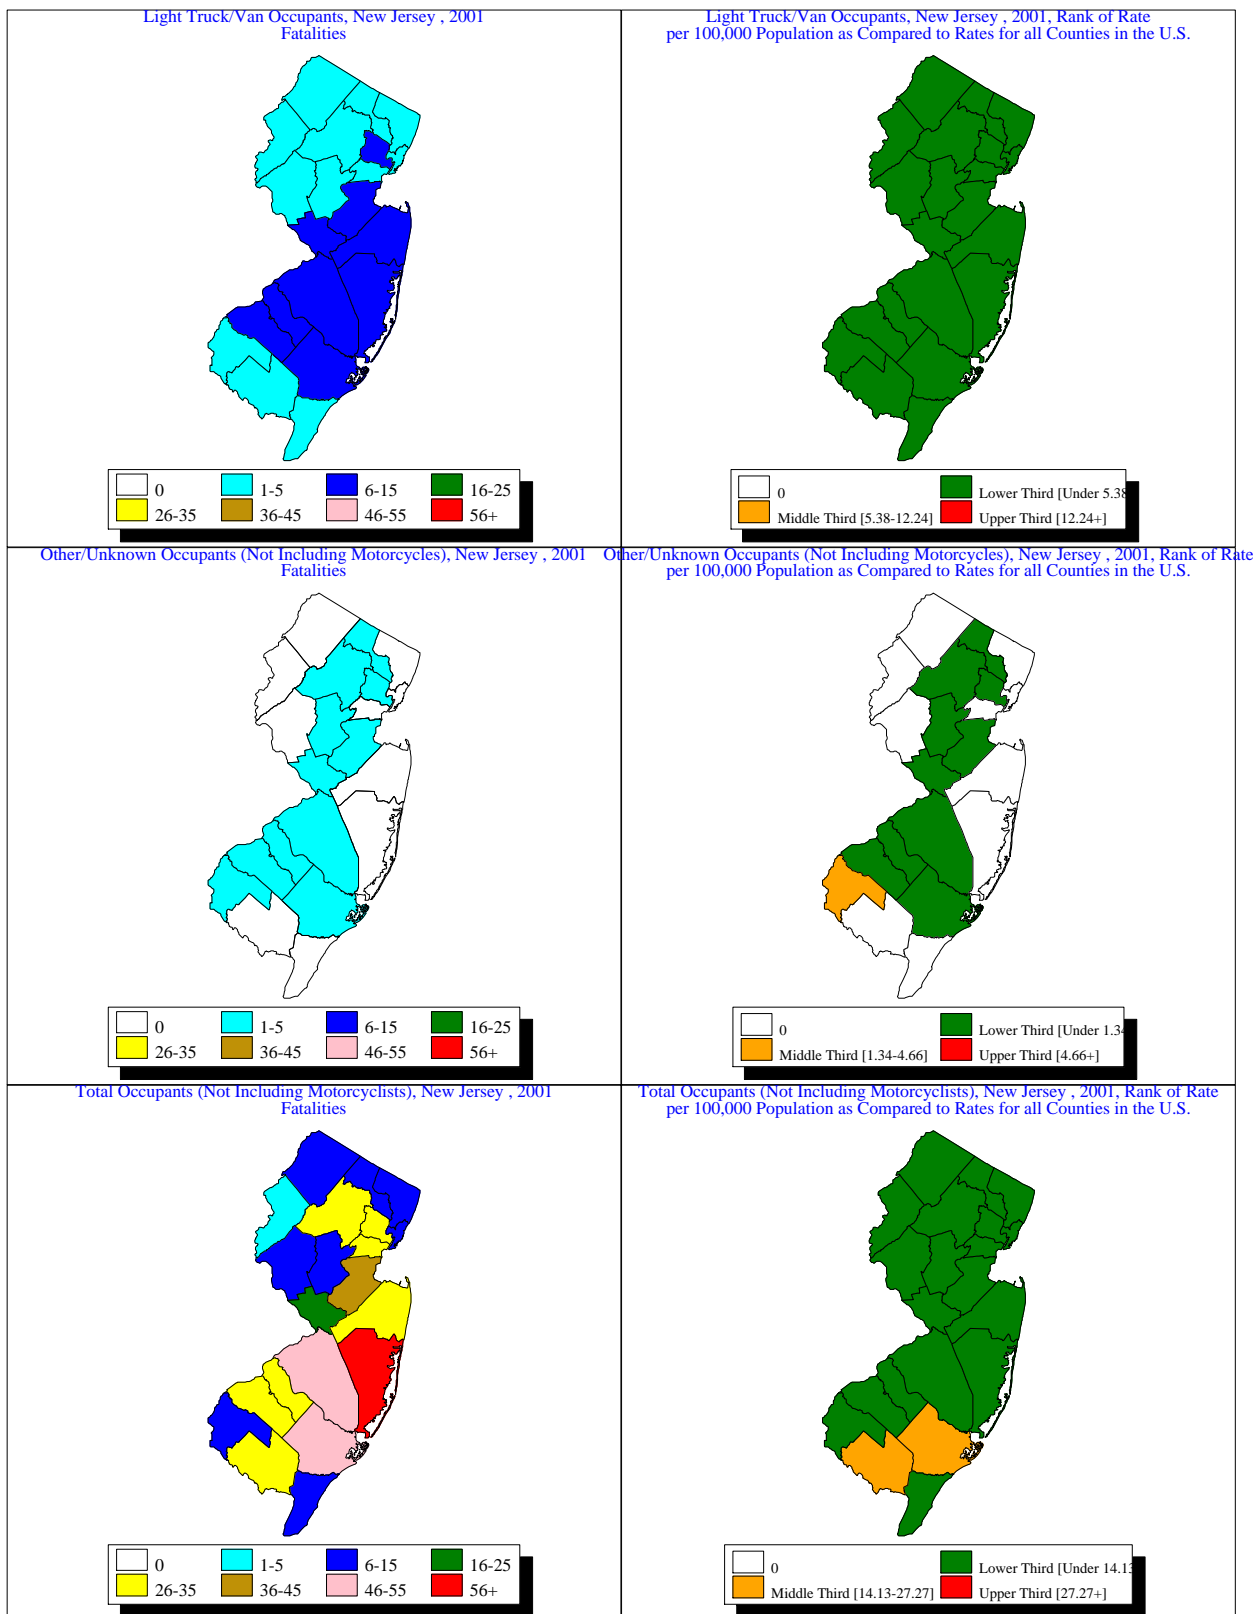 Light Truck/Van Occupants, New Jersey , 2001
Fatalities
0
1-5
6-15
16-25
26-35
36-45
46-55
56+
Light Truck/Van Occupants, New Jersey , 2001, Rank of Rate
per 100,000 Population as Compared to Rates for all Counties in the U.S.
0
Lower Third [Under 5.38
Middle Third [5.38-12.24]
Upper Third [12.24+]
Other/Unknown Occupants (Not Including Motorcycles), New Jersey , 2001
Fatalities
0
1-5
6-15
16-25
26-35
36-45
46-55
56+
Other/Unknown Occupants (Not Including Motorcycles), New Jersey , 2001, Rank of Rate
per 100,000 Population as Compared to Rates for all Counties in the U.S.
0
Lower Third [Under 1.34
Middle Third [1.34-4.66]
Upper Third [4.66+]
Total Occupants (Not Including Motorcyclists), New Jersey , 2001
Fatalities
0
1-5
6-15
16-25
26-35
36-45
46-55
56+
Total Occupants (Not Including Motorcyclists), New Jersey , 2001, Rank of Rate
per 100,000 Population as Compared to Rates for all Counties in the U.S.
0
Lower Third [Under 14.13
Middle Third [14.13-27.27]
Upper Third [27.27+]